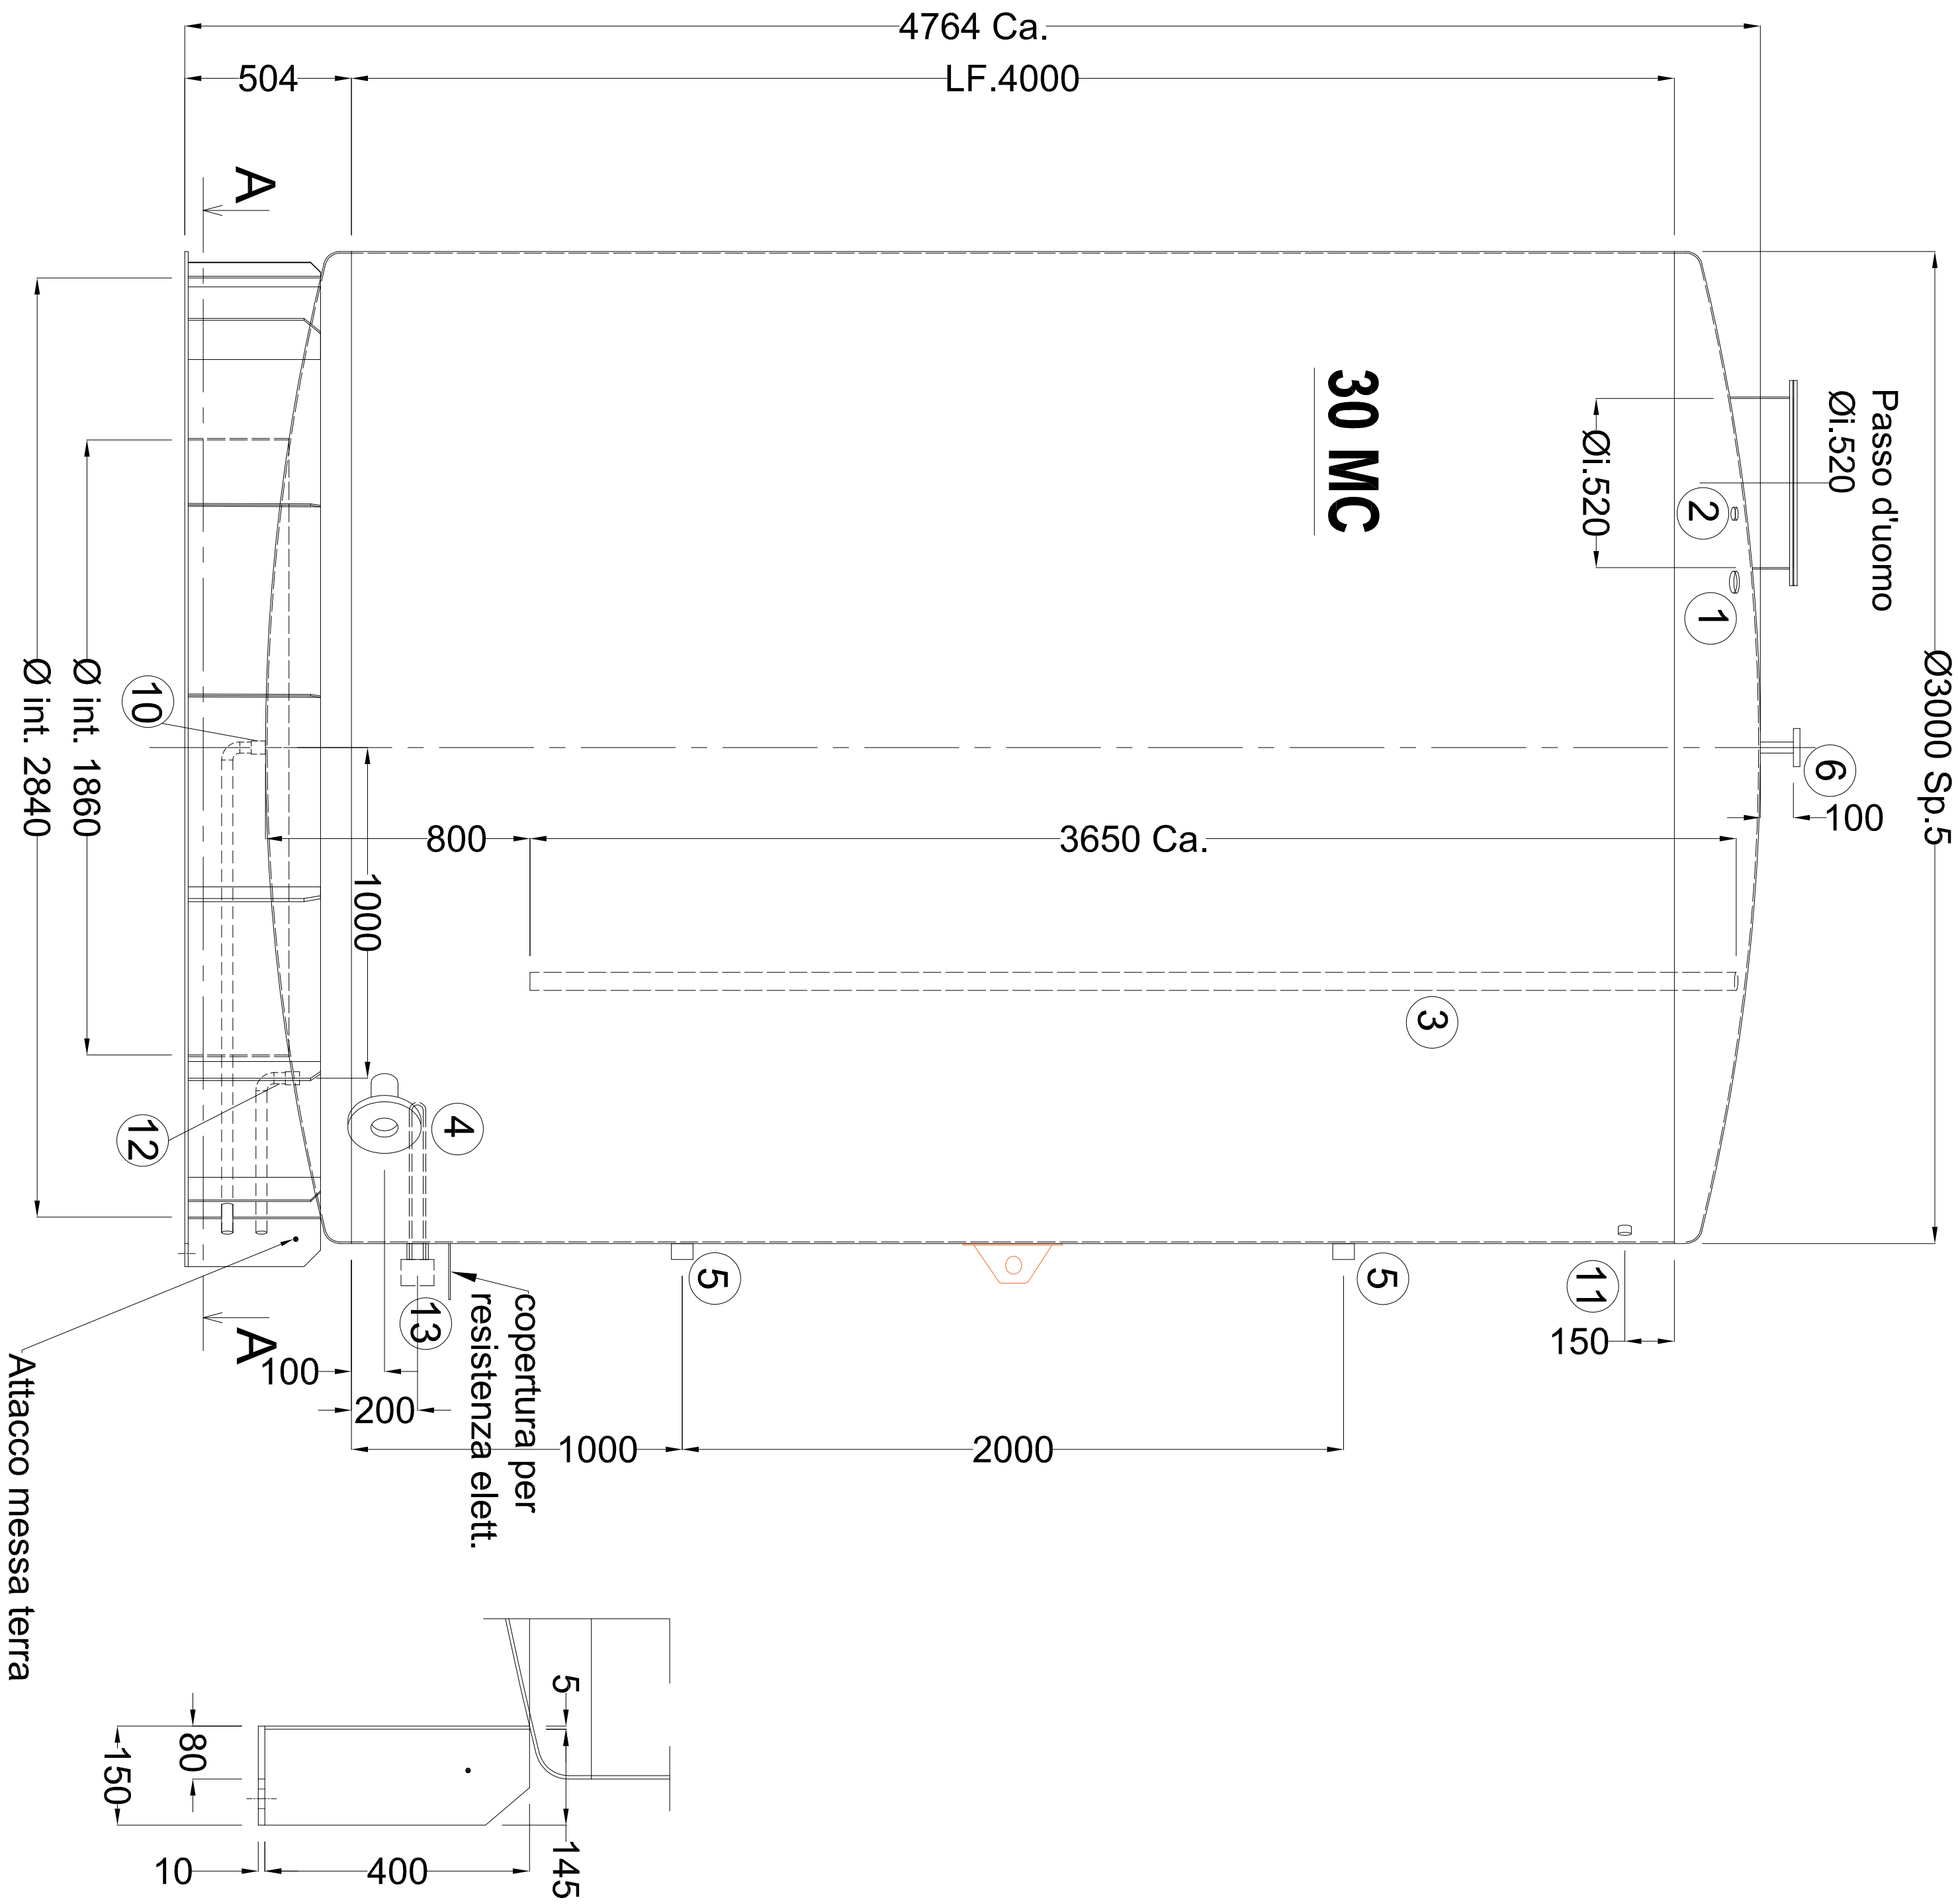 4764 Ca.
504
LF.4000
A
Ø3000 Sp.5
Passo d'uomo
Øi.520
Øi.520
30 MC
2
1
6
100
10
Ø int. 1860
Ø int. 2840
800
3650 Ca.
1000
3
12
4
5
5
11
13
150
A
100
200
copertura per
resistenza elett.
1000
2000
Attacco messa terra
5
80
150
145
10
400